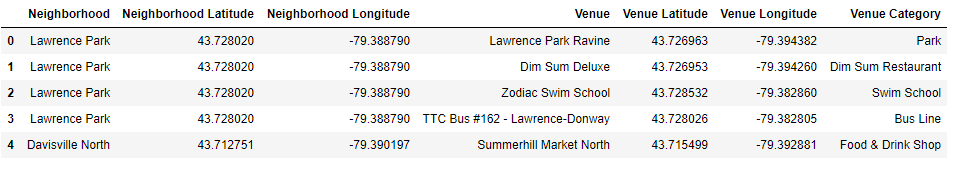 Neighborhood Neighborhood Latitude Neighborhood Longitude Venue Venue Latitude Venue Longitude Venue Category
0 Lawrence Park 43.728020 -79.388790 Lawrence Park Ravine 43.726963 -79.394382 Park
1 Lawrence Park 43.728020 -79.388790 Dim Sum Deluxe 43.726953 -79.394260 Dim Sum Restaurant
2 Lawrence Park 43.728020 -79.388790 Zodiac Swim School 43.728532 -79.382860 Swim School
3 Lawrence Park 43.728020 -79.388790 TTC Bus #162 - Lawrence-Donway 43.728026 -79.382805 Bus Line
4 Davisville North 43.712751 -79.390197 Summerhill Market North 43.715499 -79.392881 Food & Drink Shop